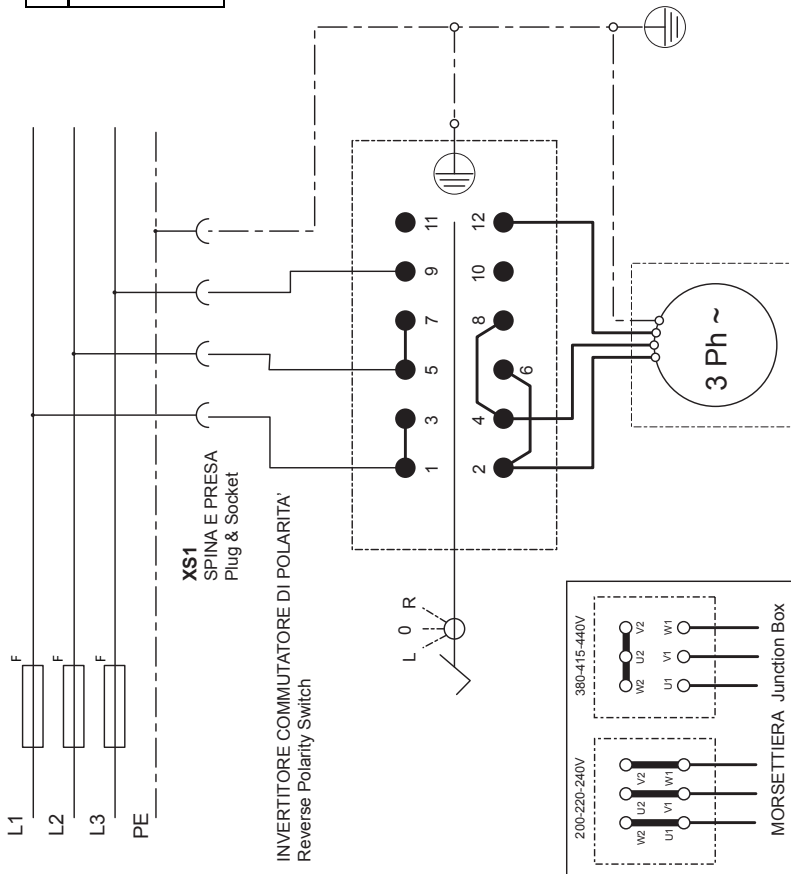 L1
L2
L3
PE
F
F
F
XS1
SPINA E PRESA
Plug & Socket
INVERTITORE COMMUTATORE DI POLARITA'
Reverse Polarity Switch
L 0 R
1 3 5 7 9 11
2 4 6 8 10 12
3 Ph ~
200-220-240V
W2 U2 V2
U1 V1 W1
380-415-440V
W2 U2 V2
U1 V1 W1
MORSETTIERA Junction Box